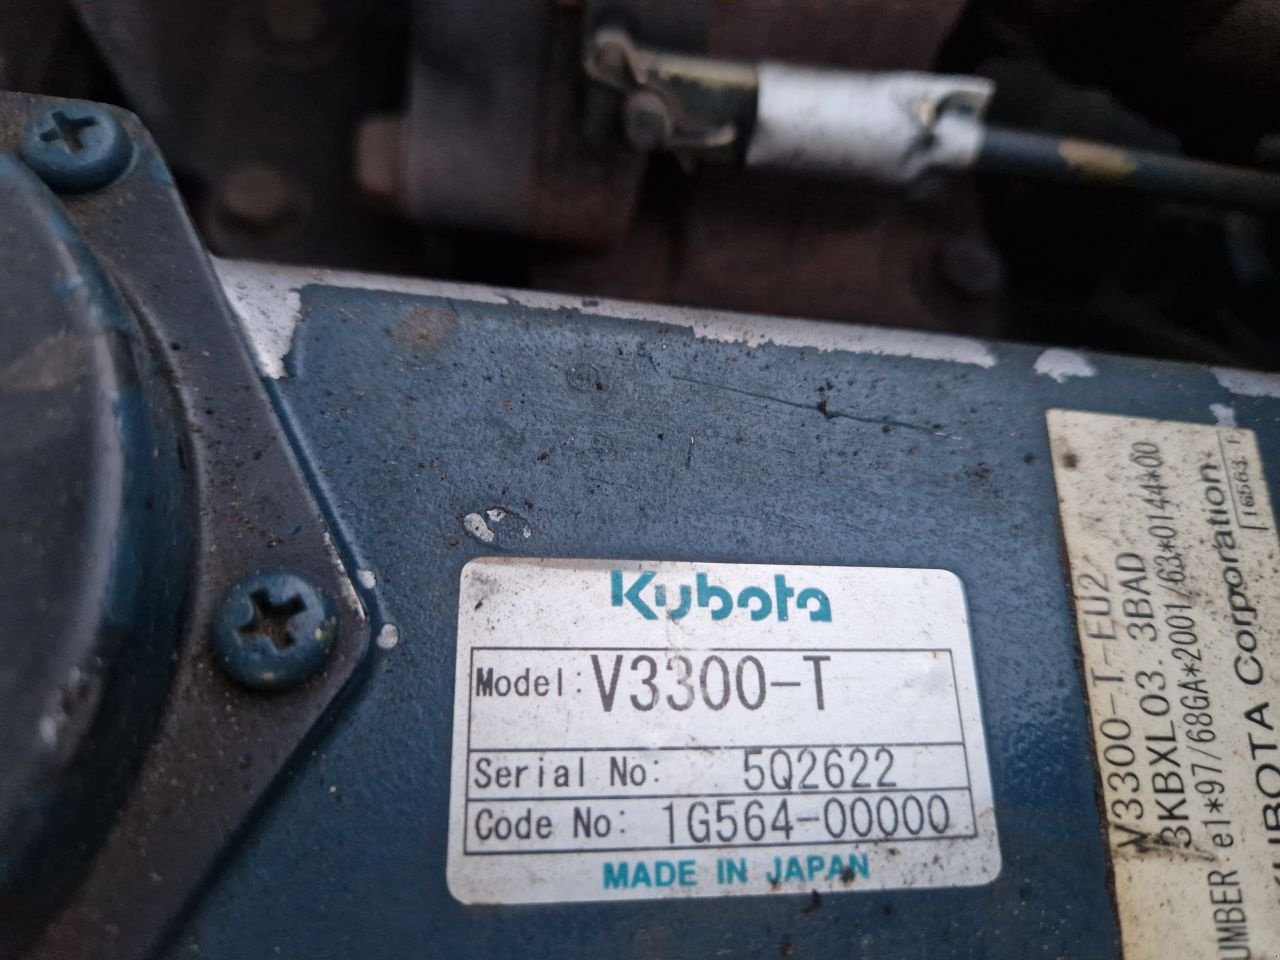 Kubota
Model: V3300-T
Serial No: 5Q2622
Code No: 1G564-00000
MADE IN JAPAN
V3300-T-EU2
3KBXL03. 3BAD
UMBER e1*97/68GA*2001/63*0144*00
KUBOTA Corporation.